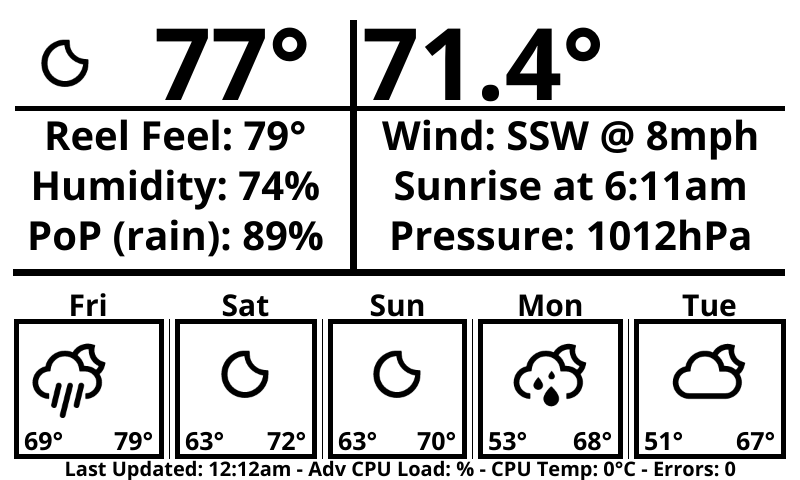 77° 71.4°
Reel Feel: 79° Wind: SSW @ 8mph
Humidity: 74% Sunrise at 6:11am
PoP (rain): 89% Pressure: 1012hPa
Fri Sat Sun Mon Tue
69° 79° 63° 72° 63° 70° 53° 68° 51° 67°
Last Updated: 12:12am - Adv CPU Load: % - CPU Temp: 0°C - Errors: 0